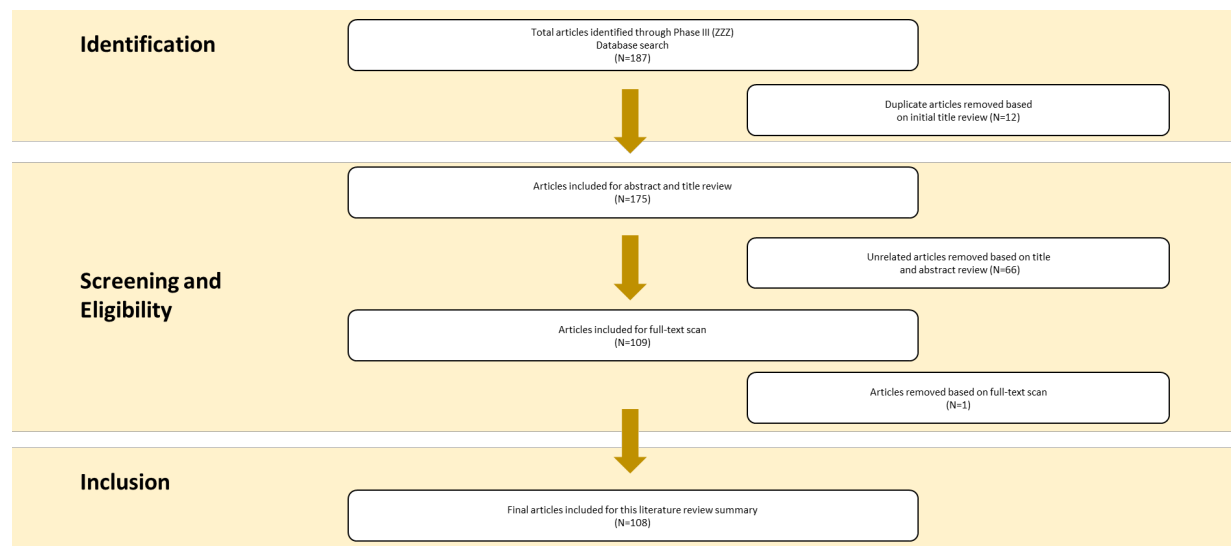 Identification
Total articles identified through Phase III (ZZZ)
Database search
(N=187)
Duplicate articles removed based
on initial title review (N=12)
Screening and
Eligibility
Articles included for abstract and title review
(N=175)
Unrelated articles removed based on title
and abstract review (N=66)
Articles included for full-text scan
(N=109)
Articles removed based on full-text scan
(N=1)
Inclusion
Final articles included for this literature review summary
(N=108)